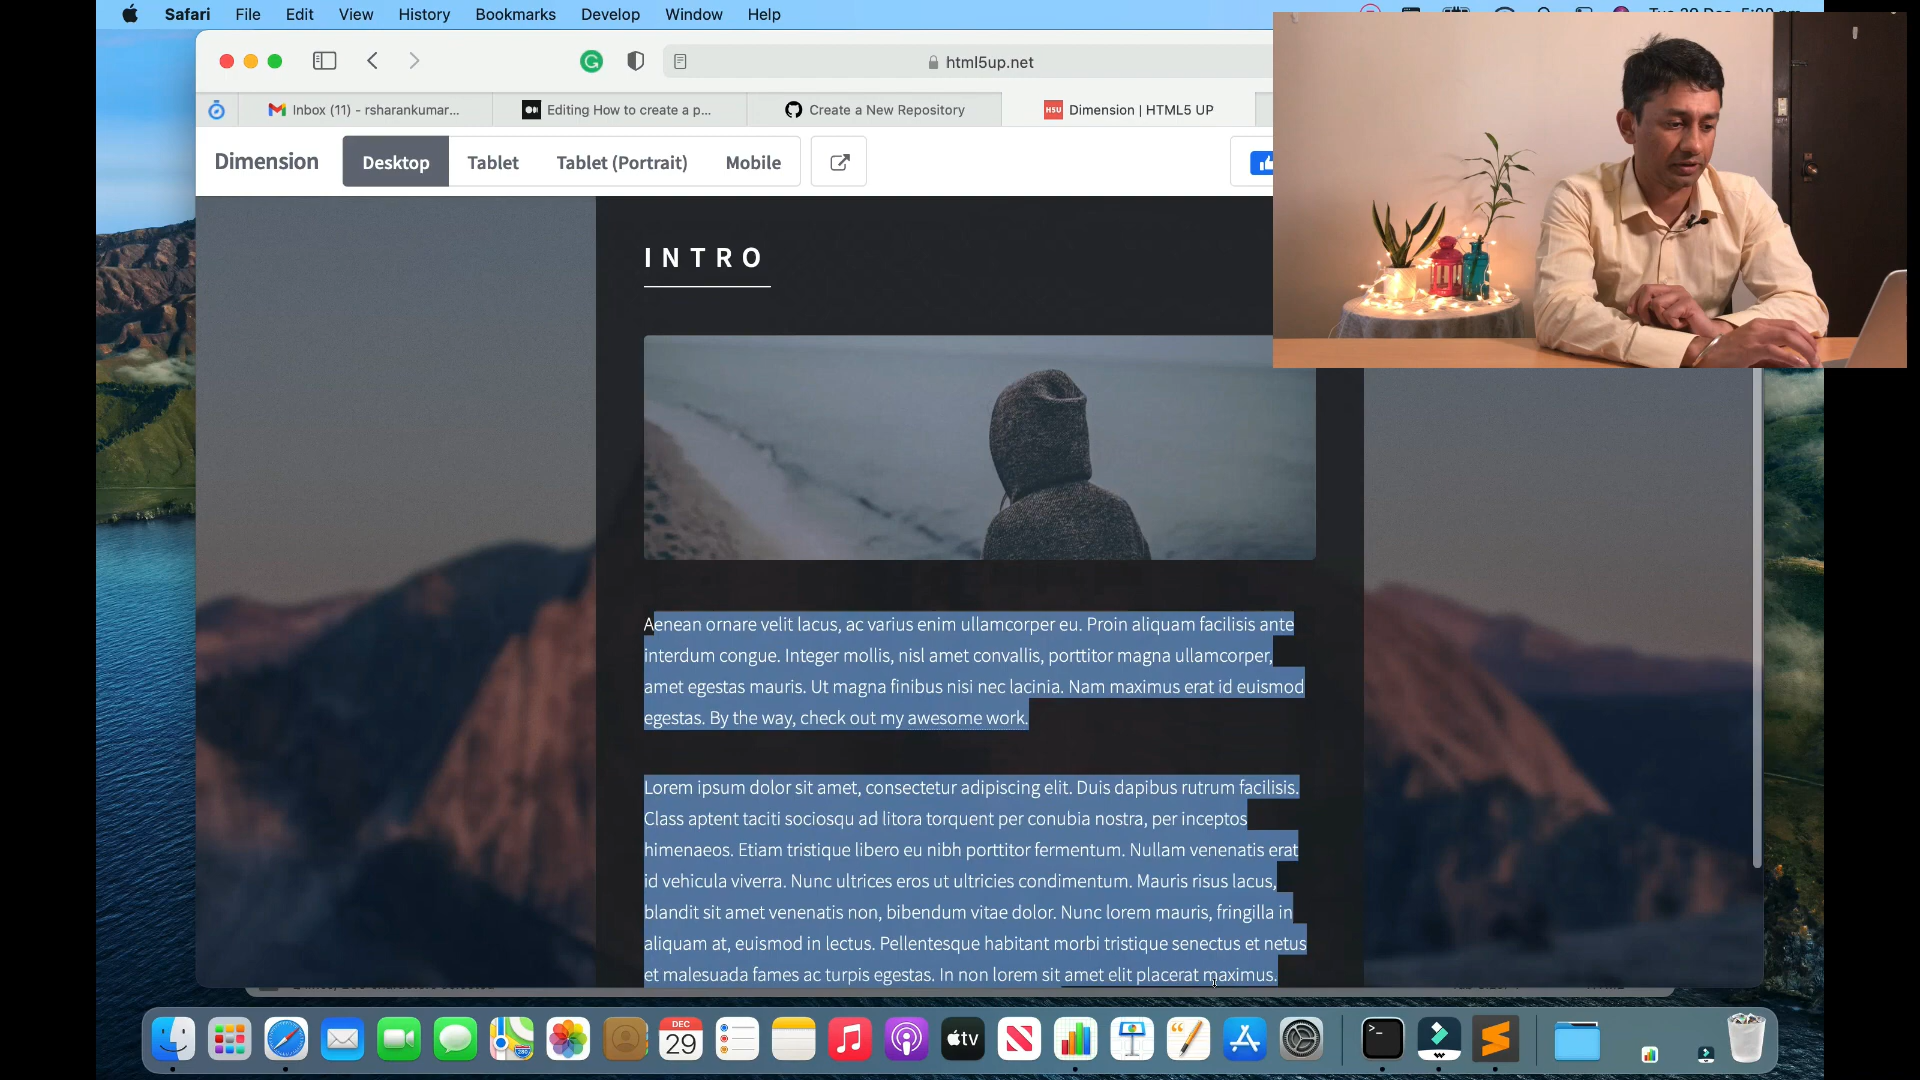 Safari File Edit View History Bookmarks Develop Window Help
html5up.net
Inbox (11) - rsharankumar... Editing How to create a p... Create a New Repository H5U Dimension | HTML5 UP
Dimension Desktop Tablet Tablet (Portrait) Mobile
INTRO
Aenean ornare velit lacus, ac varius enim ullamcorper eu. Proin aliquam facilisis ante
interdum congue. Integer mollis, nisl amet convallis, porttitor magna ullamcorper,
amet egestas mauris. Ut magna finibus nisi nec lacinia. Nam maximus erat id euismod
egestas. By the way, check out my awesome work.
Lorem ipsum dolor sit amet, consectetur adipiscing elit. Duis dapibus rutrum facilisis.
Class aptent taciti sociosqu ad litora torquent per conubia nostra, per inceptos
himenaeos. Etiam tristique libero eu nibh porttitor fermentum. Nullam venenatis erat
id vehicula viverra. Nunc ultrices eros ut ultricies condimentum. Mauris risus lacus,
blandit sit amet venenatis non, bibendum vitae dolor. Nunc lorem mauris, fringilla in
aliquam at, euismod in lectus. Pellentesque habitant morbi tristique senectus et netus
et malesuada fames ac turpis egestas. In non lorem sit amet elit placerat maximus.
DEC
29
tv